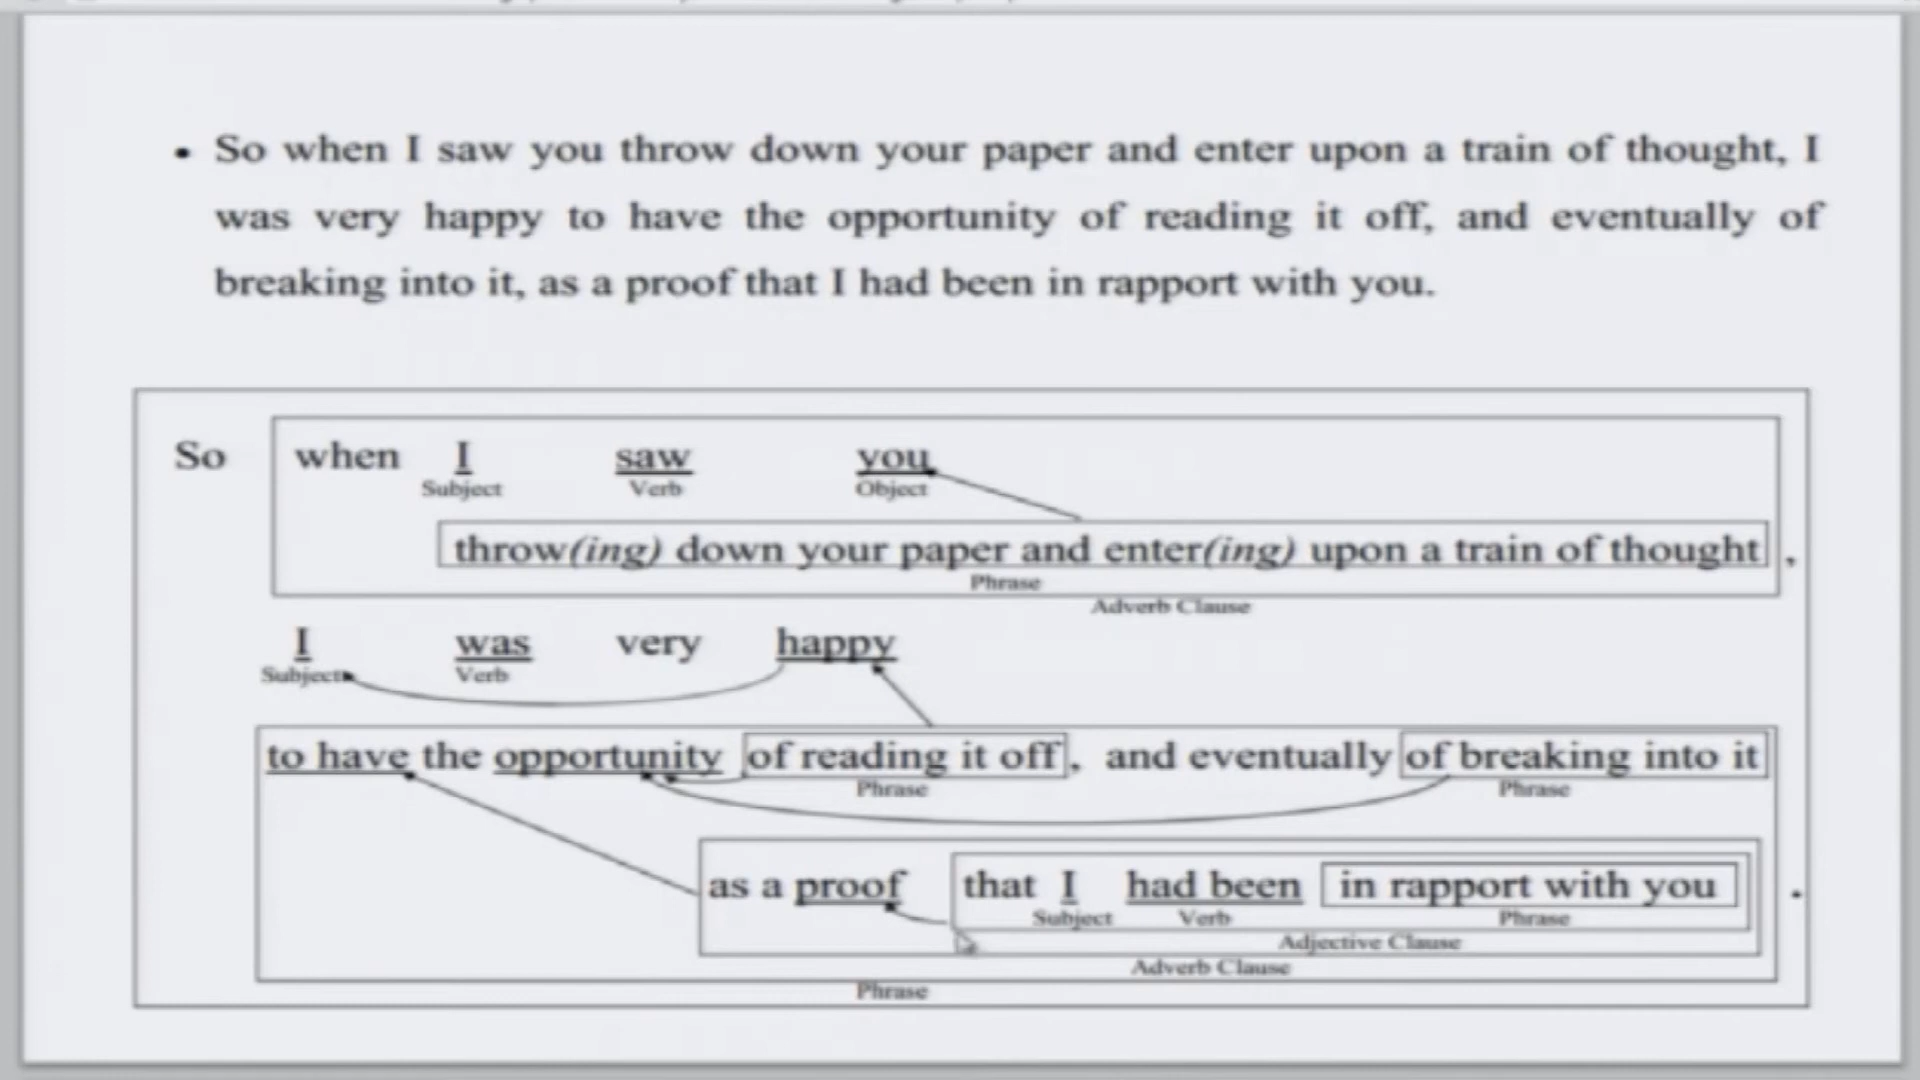 • So when I saw you throw down your paper and enter upon a train of thought, I
was very happy to have the opportunity of reading it off, and eventually of
breaking into it, as a proof that I had been in rapport with you.
So when I saw you
Subject Verb Object
throw(ing) down your paper and enter(ing) upon a train of thought ,
Phrase
Adverb Clause
I was very happy
Subject Verb
to have the opportunity of reading it off , and eventually of breaking into it
Phrase Phrase
as a proof that I had been in rapport with you .
Subject Verb Phrase
Adjective Clause
Adverb Clause
Phrase